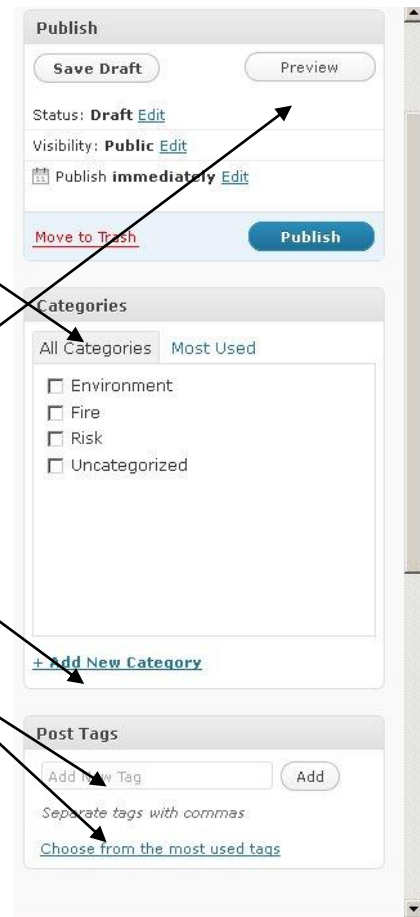 Publish
Save Draft Preview
Status: Draft Edit
Visibility: Public Edit
Publish immediately Edit
Move to Trash Publish
Categories
All Categories Most Used
Environment
Fire
Risk
Uncategorized
+ Add New Category
Post Tags
Add New Tag Add
Separate tags with commas
Choose from the most used tags